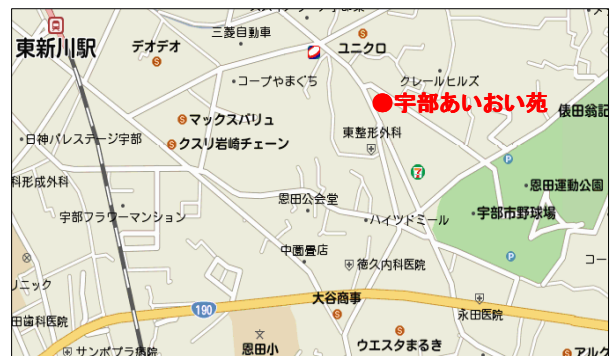 東新川駅
デオデオ
三菱自動車
ユニクロ
コープやまぐち
クレールヒルズ
●宇部あいおい苑
俵田翁記
マックスバリュ
日神パレステージ宇部
クスリ岩崎チェーン
東整形外科
7
P
科形成外科
恩田公会堂
恩田運動公園
宇部フラワーマンション
ハイツドミール
宇部市野球場
中園畳店
徳久内科医院
P
コー
リニック
190
大谷商事
永田医院
田歯科医院
サンポプラ病院
恩田小
ウエスタまるき
アルク